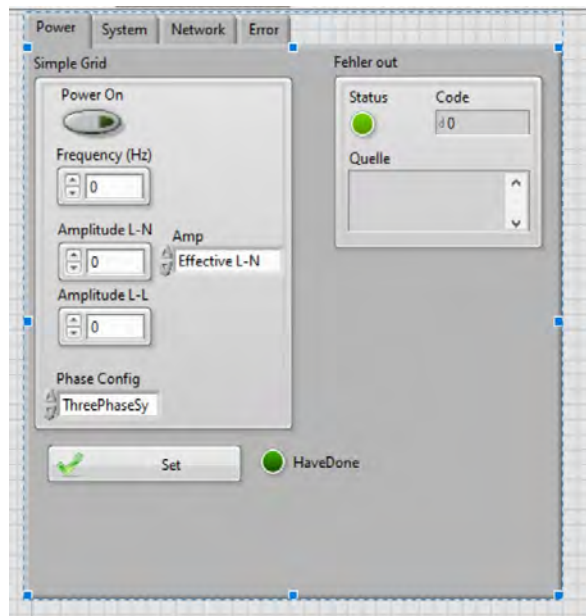 Power System Network Error
Simple Grid
Power On
Frequency (Hz)
0
Amplitude L-N
0
Amp
Effective L-N
Amplitude L-L
0
Phase Config
ThreePhaseSy
Set
HaveDone
Fehler out
Status Code
d 0
Quelle